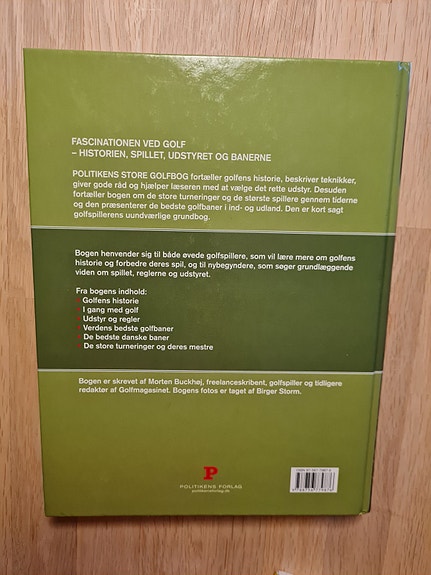 FASCINATIONEN VED GOLF
– HISTORIEN, SPILLET, UDSTYRET OG BANERNE
POLITIKENS STORE GOLFBOG fortæller golfens historie, beskriver teknikker,
giver gode råd og hjælper læseren med at vælge det rette udstyr. Desuden
fortæller bogen om de store turneringer og de største spillere gennem tiderne
og den præsenterer de bedste golfbaner i ind- og udland. Den er kort sagt
golfspillerens uundværlige grundbog.
Bogen henvender sig til både øvede golfspillere, som vil lære mere om golfens
historie og forbedre deres spil, og til nybegyndere, som søger grundlæggende
viden om spillet, reglerne og udstyret.
Fra bogens indhold:
• Golfens historie
• I gang med golf
• Udstyr og regler
• Verdens bedste golfbaner
• De bedste danske baner
• De store turneringer og deres mestre
Bogen er skrevet af Morten Buckhøj, freelanceskribent, golfspiller og tidligere
redaktør af Golfmagasinet. Bogens fotos er taget af Birger Storm.
P
POLITIKENS FORLAG
politikensforlag.dk